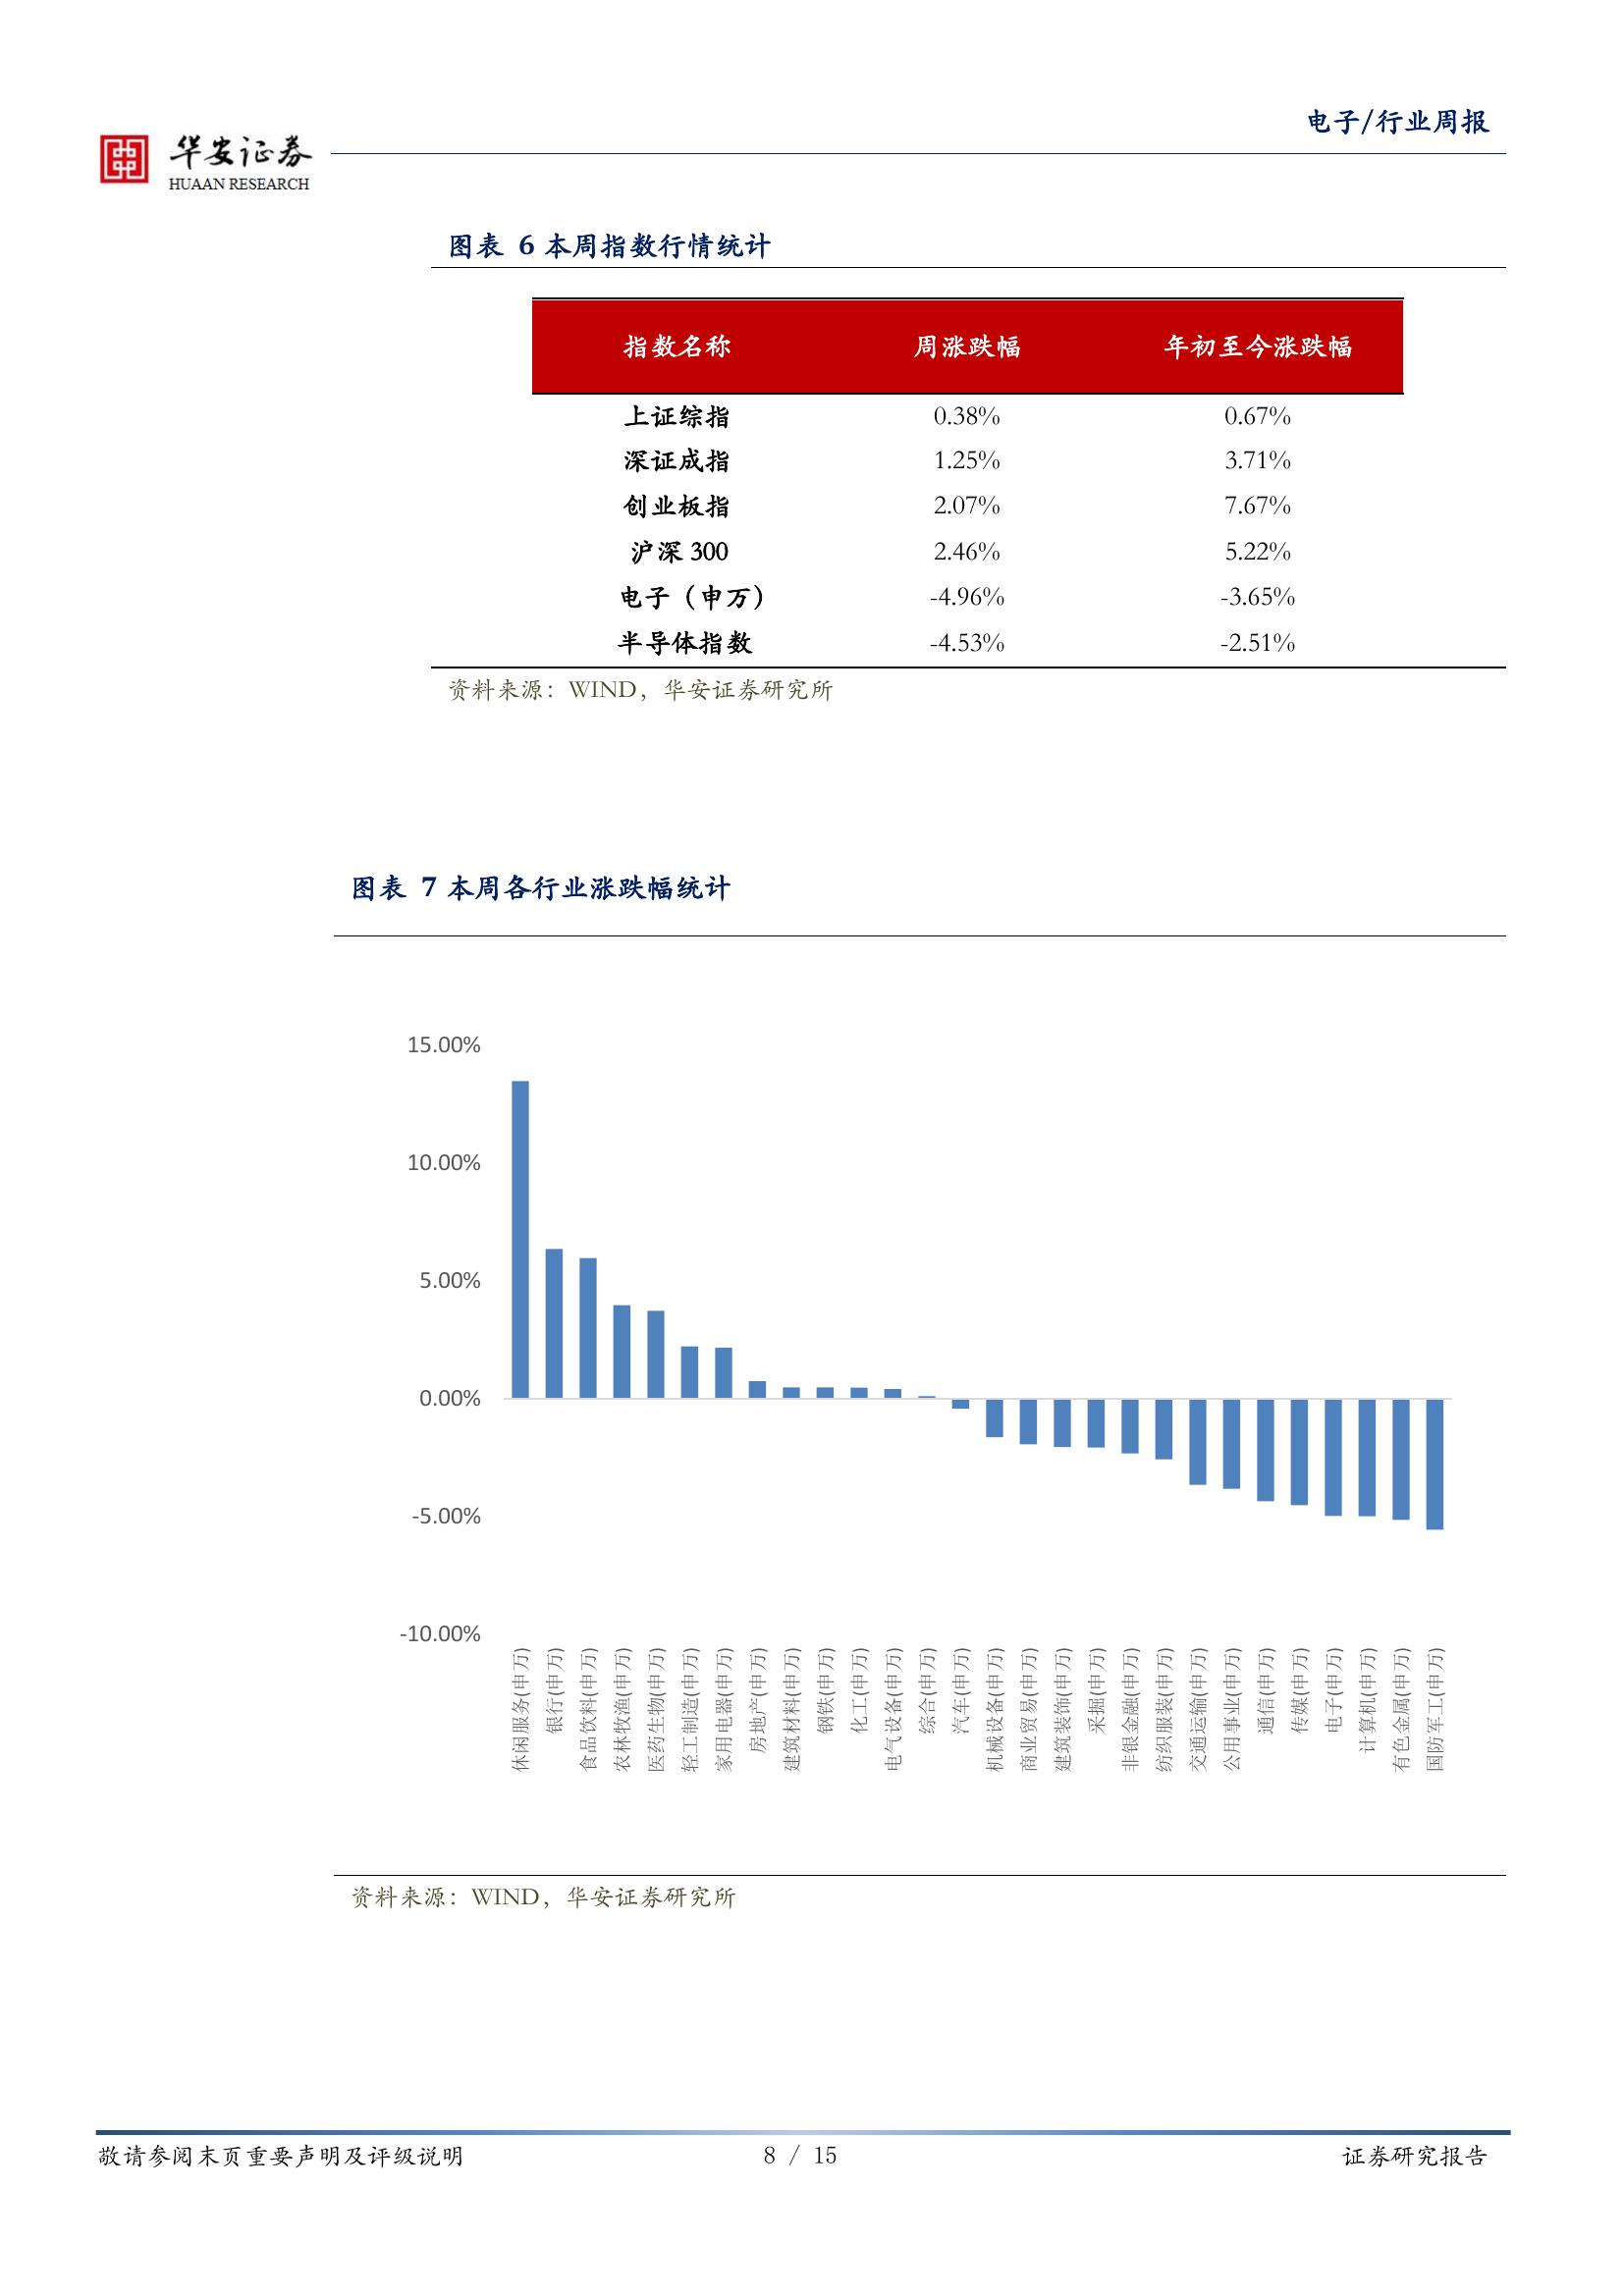 电子/行业周报
华安证券
HUAAN RESEARCH
图表 6 本周指数行情统计
指数名称 周涨跌幅 年初至今涨跌幅
上证综指 0.38% 0.67%
深证成指 1.25% 3.71%
创业板指 2.07% 7.67%
沪深 300 2.46% 5.22%
电子（申万） -4.96% -3.65%
半导体指数 -4.53% -2.51%
资料来源：WIND，华安证券研究所
图表 7 本周各行业涨跌幅统计
15.00%
10.00%
5.00%
0.00%
-5.00%
-10.00%
休闲服务(申万)
银行(申万)
食品饮料(申万)
农林牧渔(申万)
医药生物(申万)
轻工制造(申万)
家用电器(申万)
房地产(申万)
建筑材料(申万)
钢铁(申万)
化工(申万)
电气设备(申万)
综合(申万)
汽车(申万)
机械设备(申万)
商业贸易(申万)
建筑装饰(申万)
采掘(申万)
非银金融(申万)
纺织服装(申万)
交通运输(申万)
公用事业(申万)
通信(申万)
传媒(申万)
电子(申万)
计算机(申万)
有色金属(申万)
国防军工(申万)
资料来源：WIND，华安证券研究所
敬请参阅末页重要声明及评级说明 8 / 15 证券研究报告